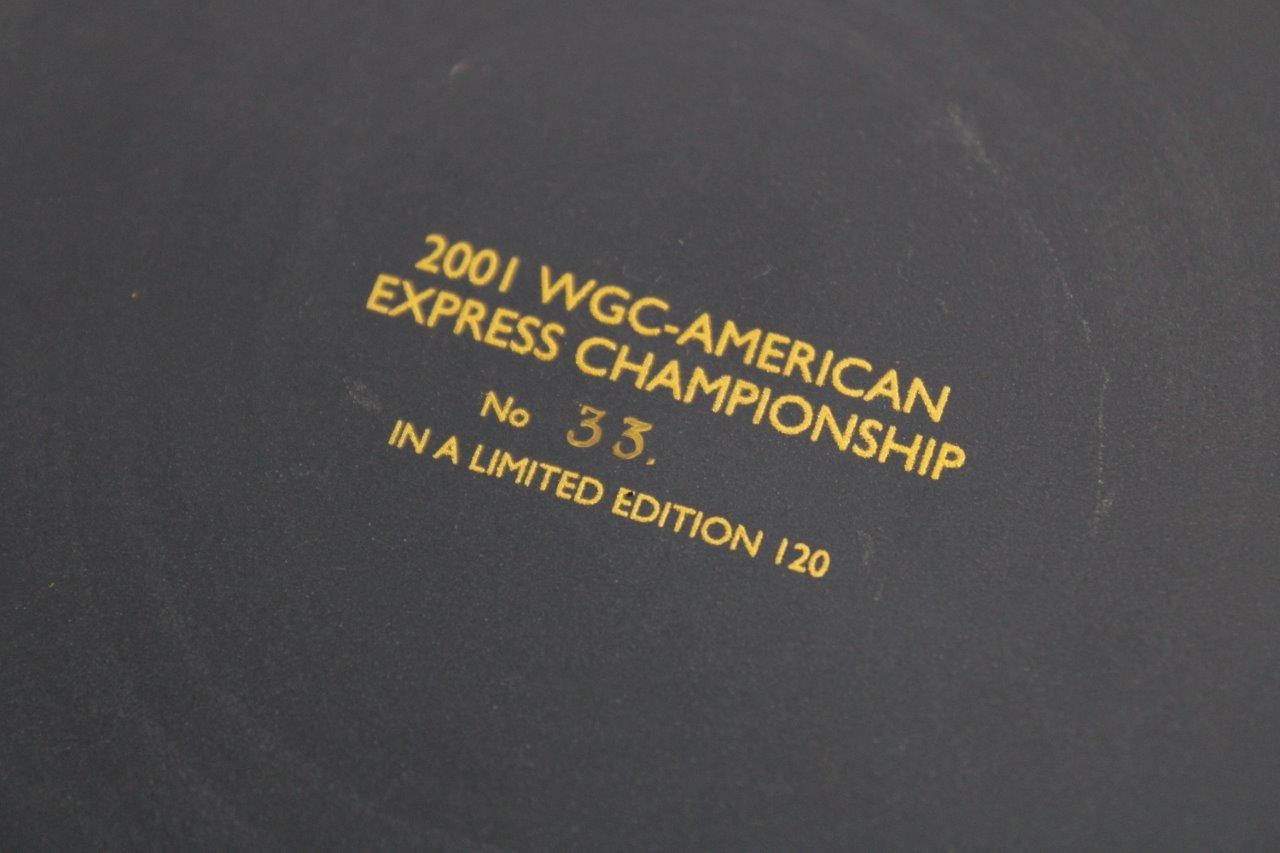 2001 WGC-AMERICAN
EXPRESS CHAMPIONSHIP
No 33.
IN A LIMITED EDITION 120